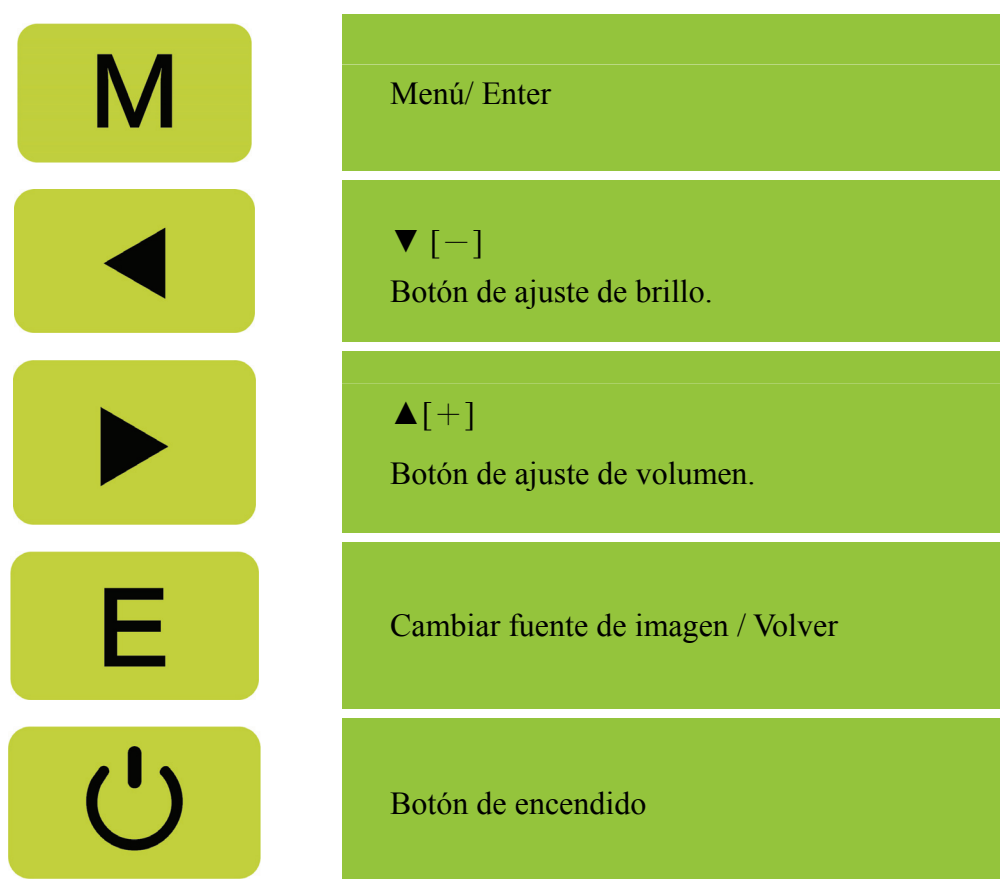 M
Menú/ Enter
▼ [－]
Botón de ajuste de brillo.
▲[＋]
Botón de ajuste de volumen.
E
Cambiar fuente de imagen / Volver
Botón de encendido